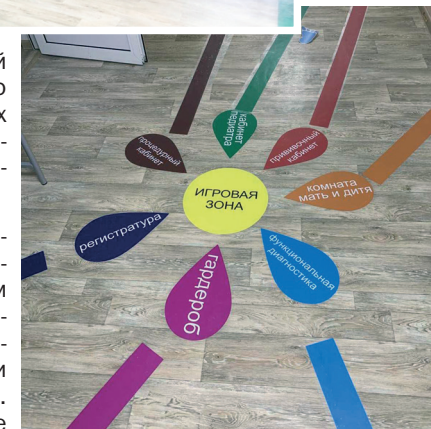 й
о
х
-
-
-
-
и
-
-
и
.
е
процедурный
кабинет
кабинет
педиатра
прививочный
кабинет
ИГРОВАЯ
ЗОНА
комната
мать и дитя
регистратура
гардероб
функциональная
диагностика